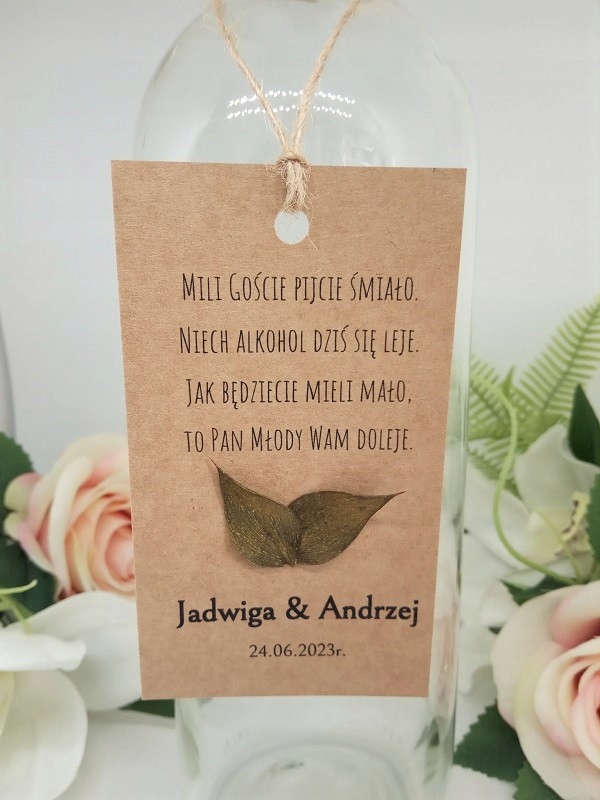 Mili Goście pijcie śmiało.
Niech alkohol dziś się leje.
Jak będziecie mieli mało,
to Pan Młody Wam doleje.
Jadwiga & Andrzej
24.06.2023r.